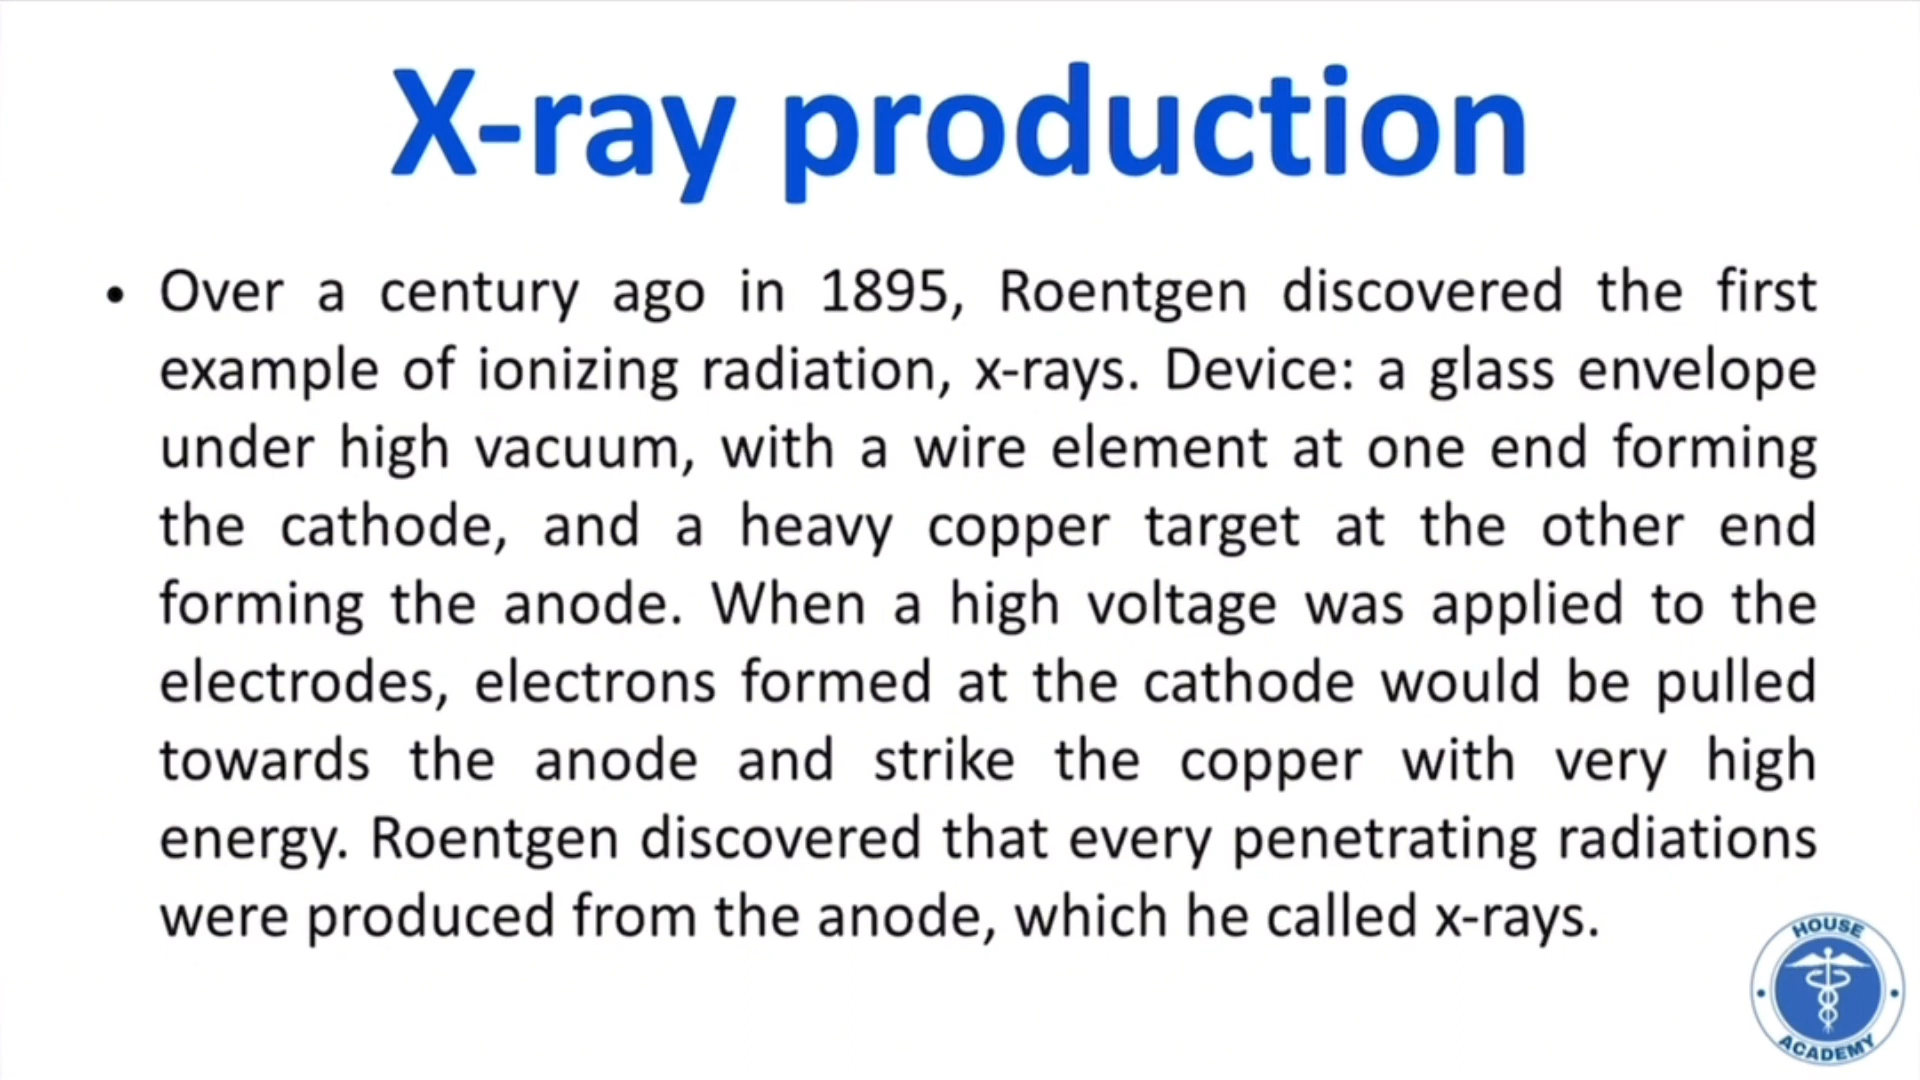 X-ray production
• Over a century ago in 1895, Roentgen discovered the first
example of ionizing radiation, x-rays. Device: a glass envelope
under high vacuum, with a wire element at one end forming
the cathode, and a heavy copper target at the other end
forming the anode. When a high voltage was applied to the
electrodes, electrons formed at the cathode would be pulled
towards the anode and strike the copper with very high
energy. Roentgen discovered that every penetrating radiations
were produced from the anode, which he called x-rays.
HOUSE
ACADEMY